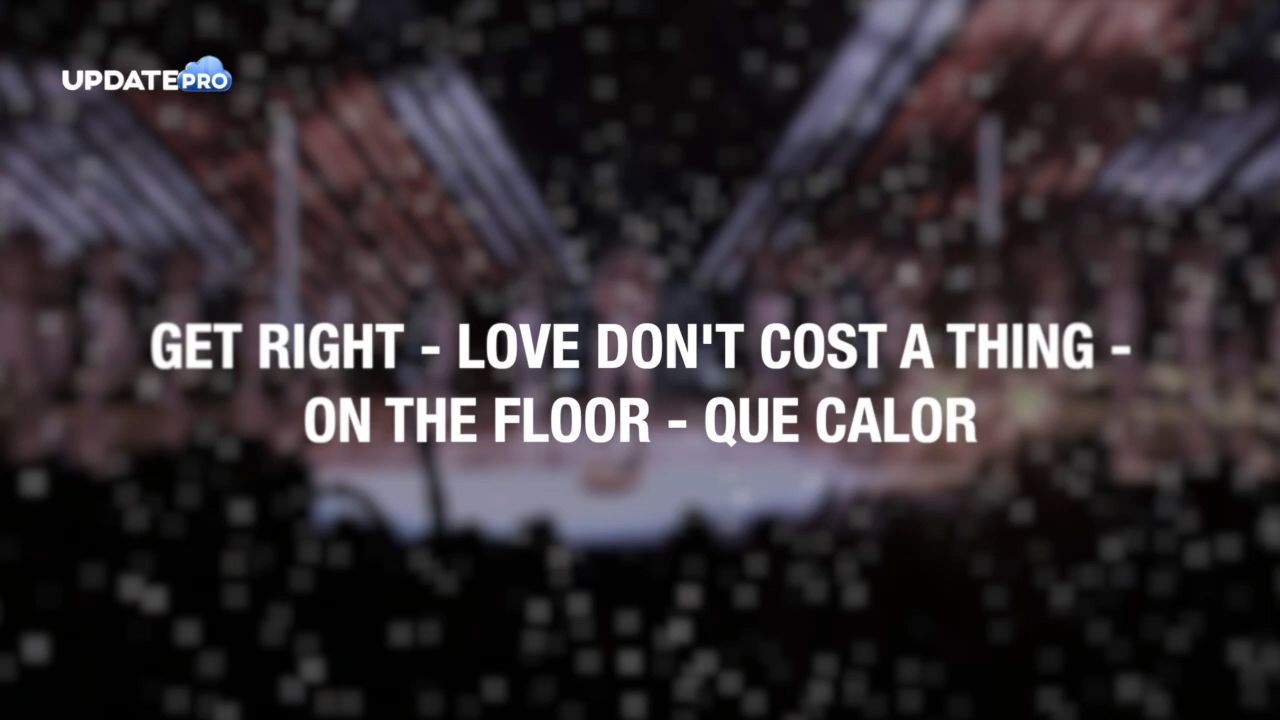 UPDATEPRO
GET RIGHT - LOVE DON'T COST A THING -
ON THE FLOOR - QUE CALOR